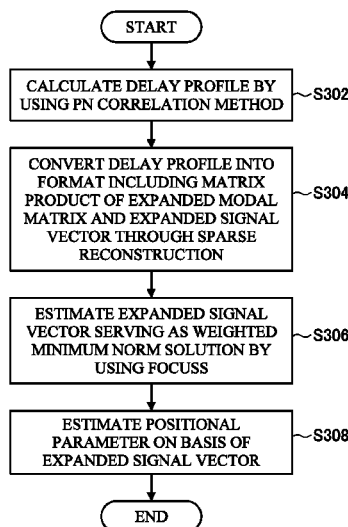 START
CALCULATE DELAY PROFILE BY
USING PN CORRELATION METHOD
S302
CONVERT DELAY PROFILE INTO
FORMAT INCLUDING MATRIX
PRODUCT OF EXPANDED MODAL
MATRIX AND EXPANDED SIGNAL
VECTOR THROUGH SPARSE
RECONSTRUCTION
S304
ESTIMATE EXPANDED SIGNAL
VECTOR SERVING AS WEIGHTED
MINIMUM NORM SOLUTION BY
USING FOCUSS
S306
ESTIMATE POSITIONAL
PARAMETER ON BASIS OF
EXPANDED SIGNAL VECTOR
S308
END